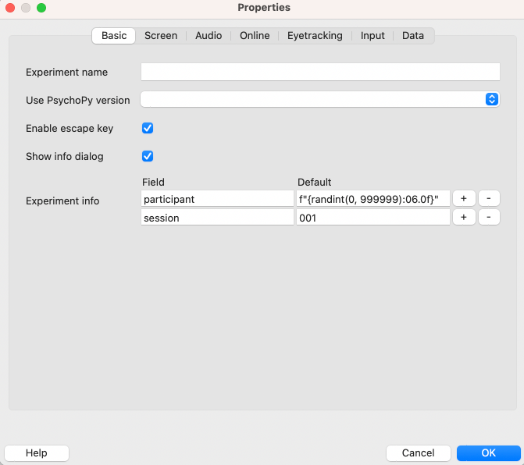 Properties
Basic Screen Audio Online Eyetracking Input Data
Experiment name
Use PsychoPy version
Enable escape key
Show info dialog
Field Default
Experiment info participant f"{randint(0, 999999):06.0f}" + -
session 001 + -
Help Cancel OK